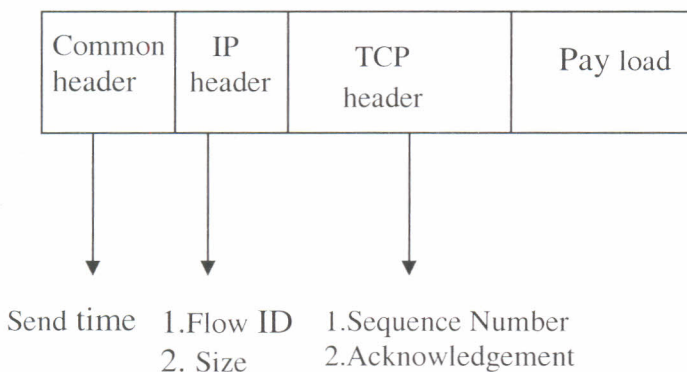 Common header
IP header
TCP header
Pay load
Send time
1.Flow ID
2. Size
1.Sequence Number
2.Acknowledgement